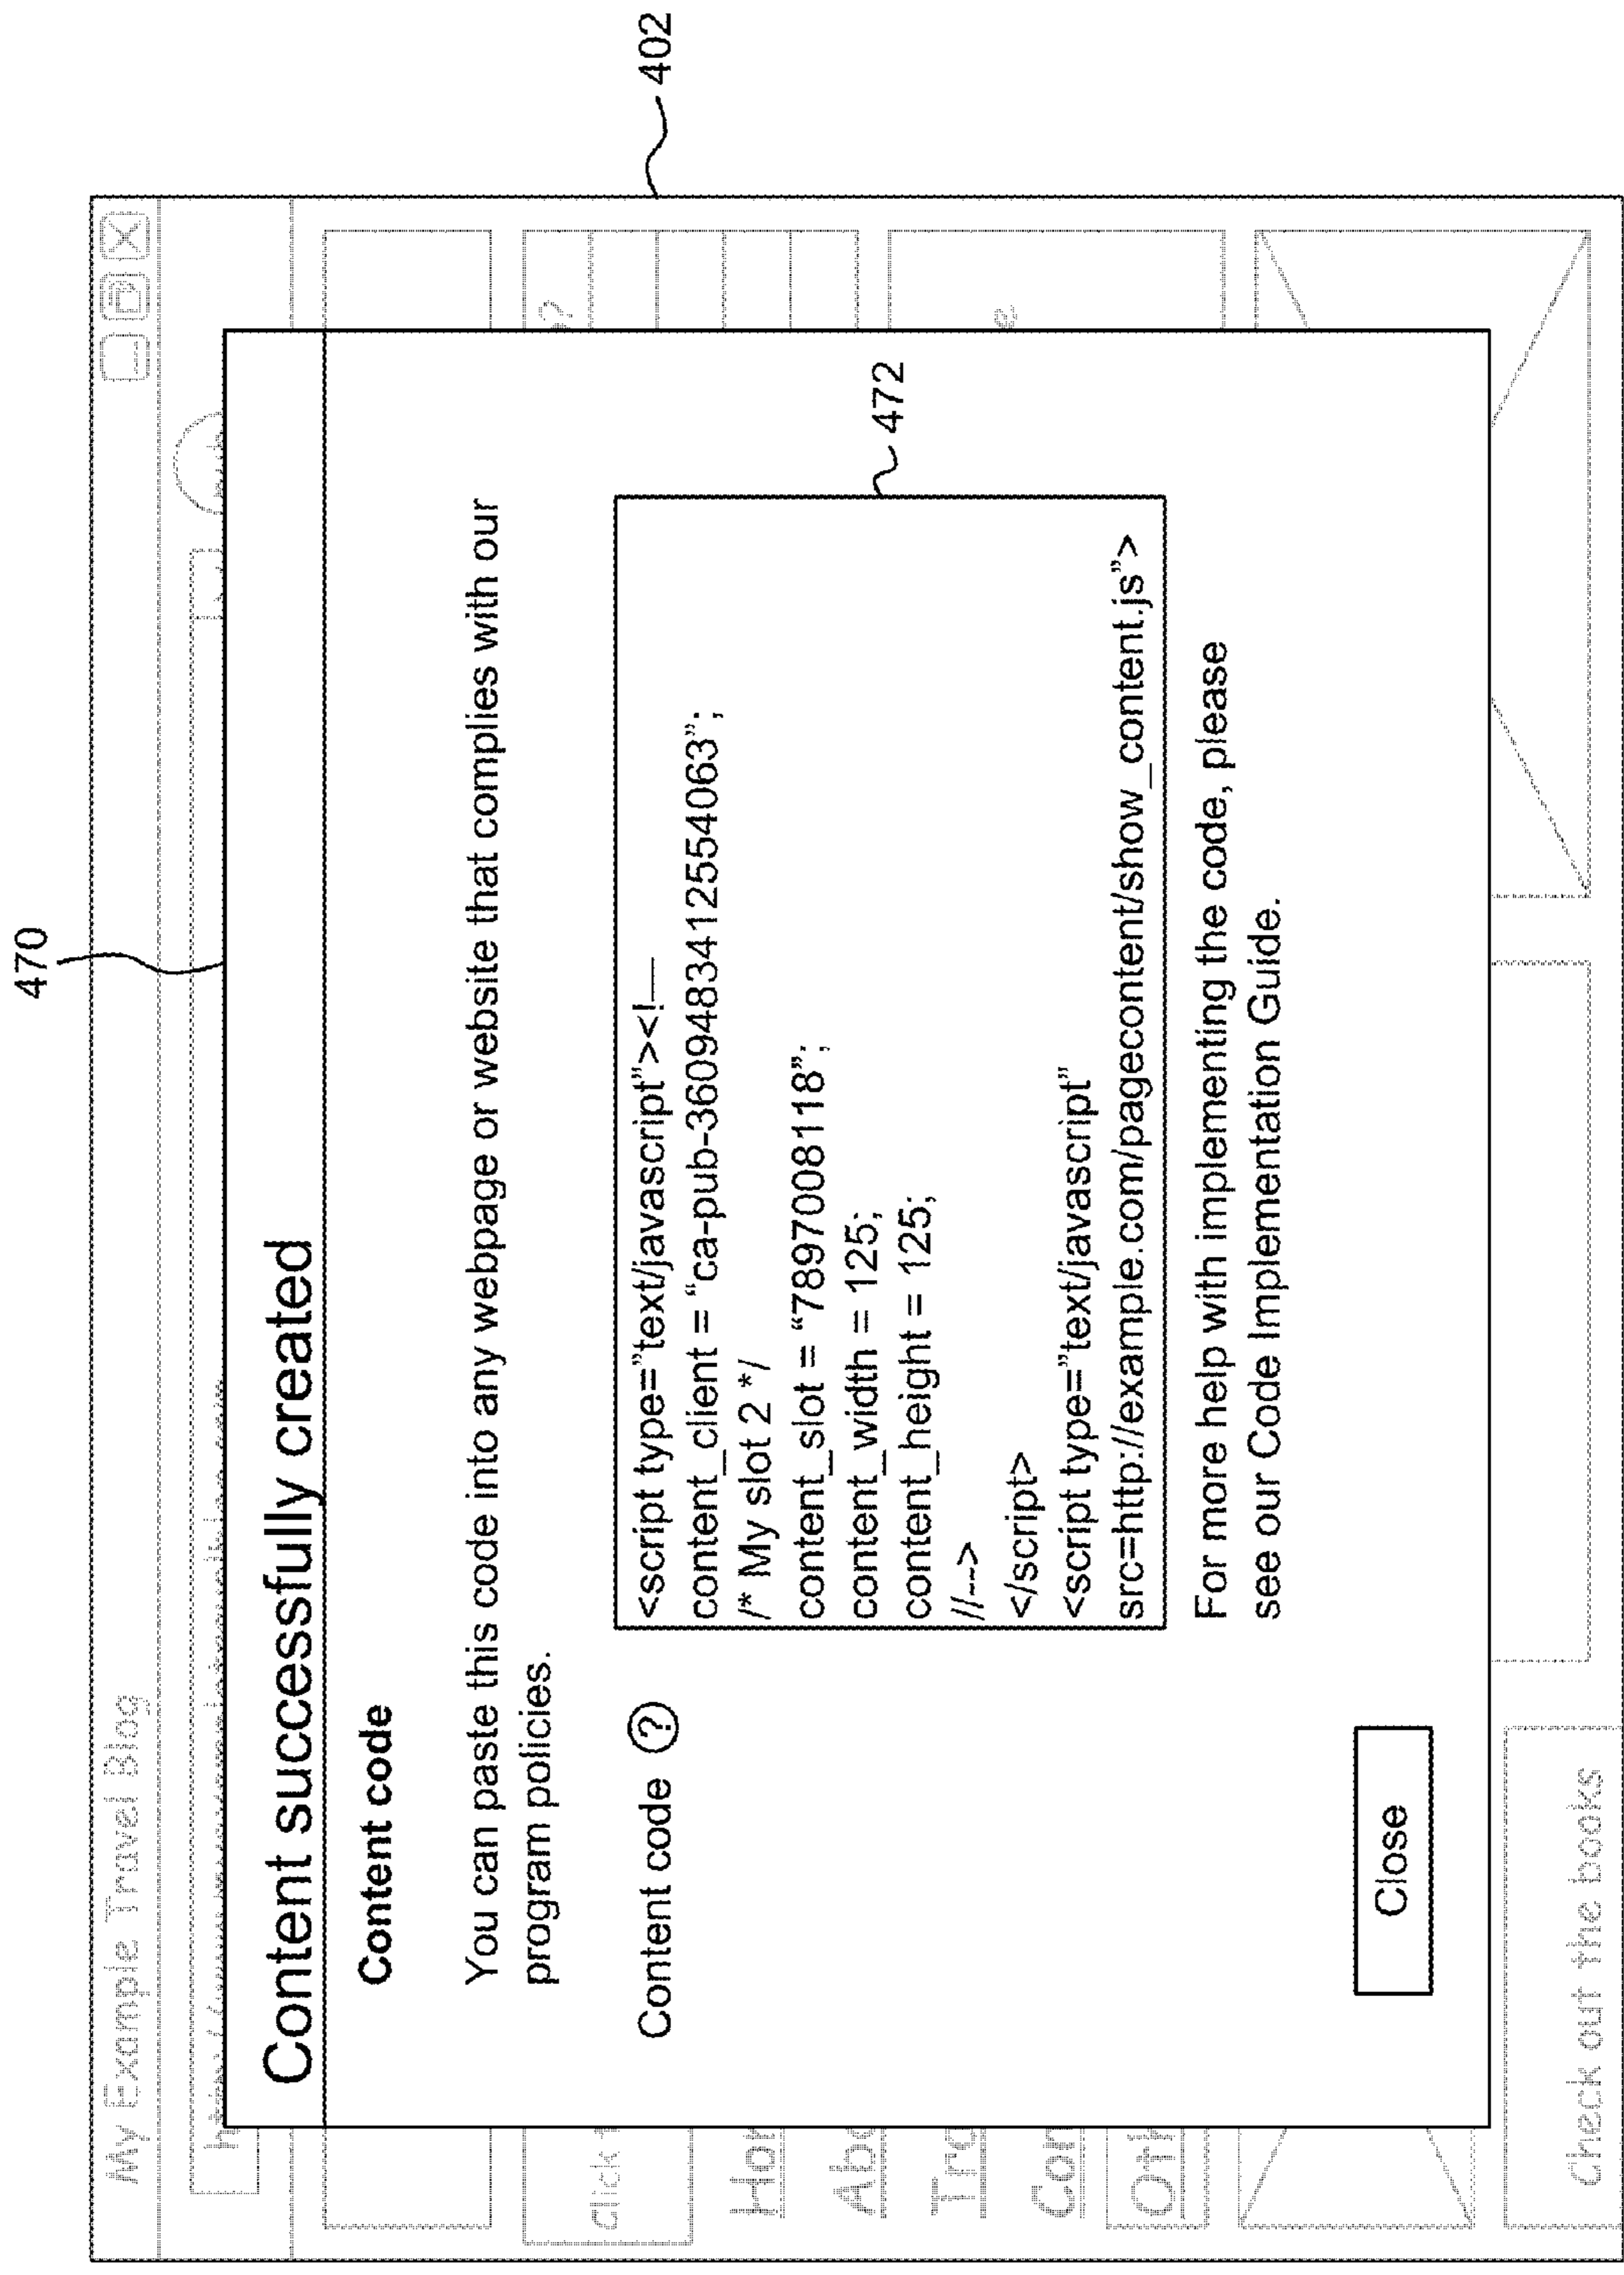 402
470
My Example Travel Blog
Content successfully created
Content code
You can paste this code into any webpage or website that complies with our
program policies.
Content code ?
472
<script type=”text/javascript”><!—
content_client = “ca-pub-3609483412554063”;
/* My slot 2 */
content_slot = “7897008118”;
content_width = 125;
content_height = 125;
//-->
</script>
<script type=”text/javascript”
src=http://example.com/pagecontent/show_content.js”>
For more help with implementing the code, please
see our Code Implementation Guide.
Close
Check out the books